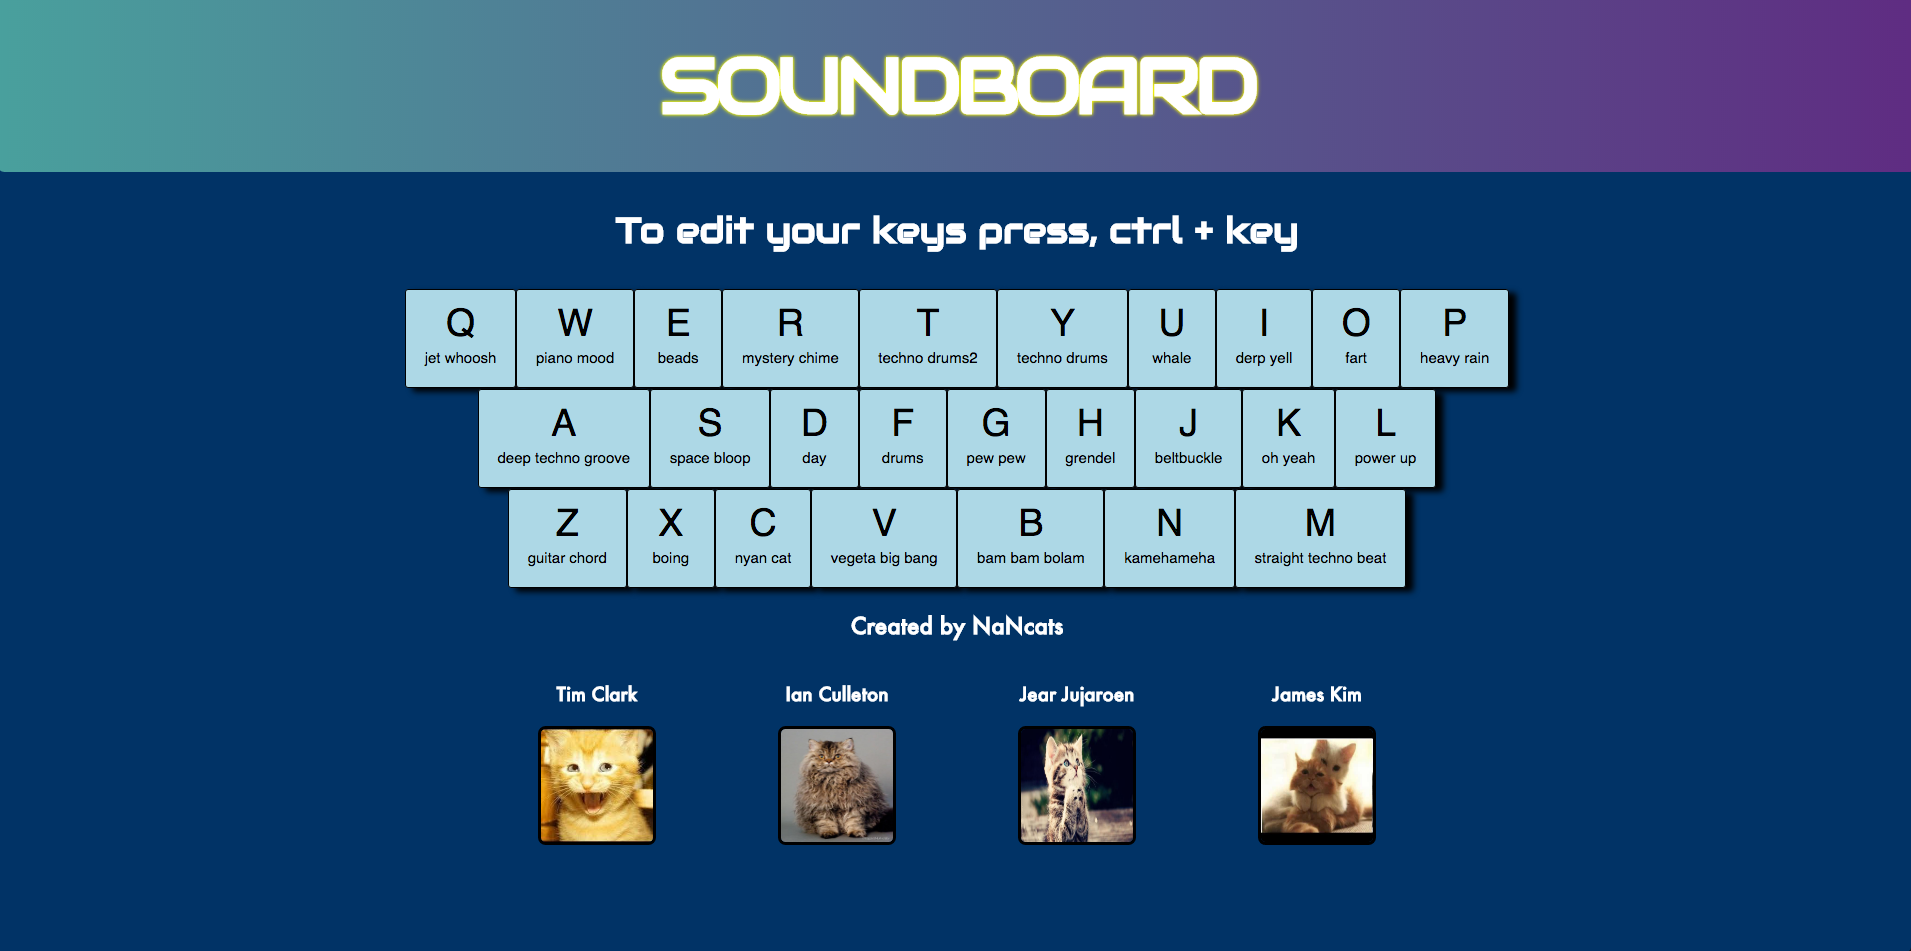 SOUNDBOARD
To edit your keys press, ctrl + key
Q W E R T Y U I O P
jet whoosh piano mood beads mystery chime techno drums2 techno drums whale derp yell fart heavy rain
A S D F G H J K L
deep techno groove space bloop day drums pew pew grendel beltbuckle oh yeah power up
Z X C V B N M
guitar chord boing nyan cat vegeta big bang bam bam bolam kamehameha straight techno beat
Created by NaNcats
Tim Clark Ian Culleton Jear Jujaroen James Kim